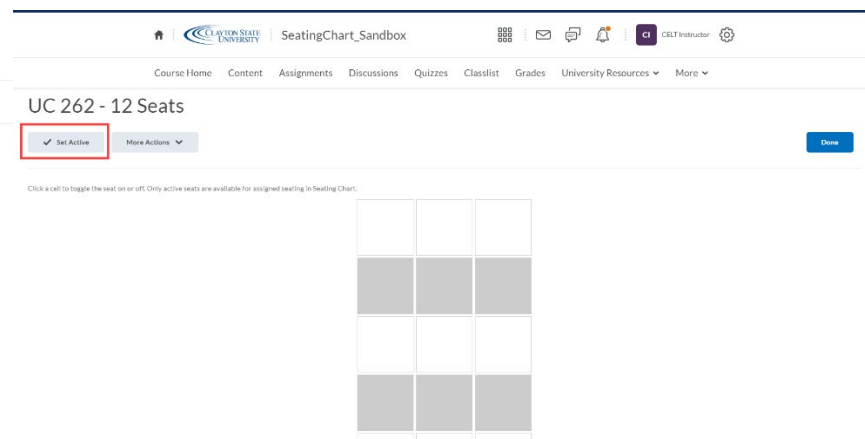 CLAYTON STATE
UNIVERSITY
SeatingChart_Sandbox
CI
CELT Instructor
Course Home Content Assignments Discussions Quizzes Classlist Grades University Resources More
UC 262 - 12 Seats
Set Active More Actions Done
Click a cell to toggle the seat on or off. Only active seats are available for assigned seating in Seating Chart.